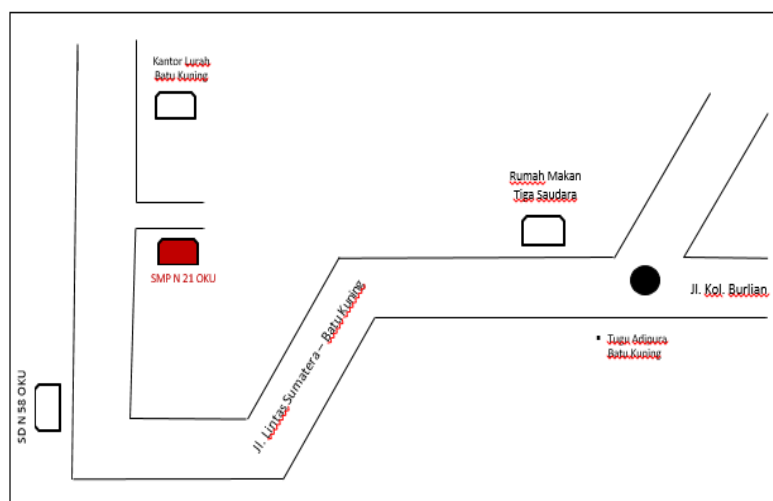 Kantor Lurah
Batu Kuning
Rumah Makan
Tiga Saudara
SMP N 21 OKU
Jl. Kol. Burlian
Jl. Lintas Sumatera – Batu Kuning
Tugu Adipura
Batu Kuning
SD N 58 OKU